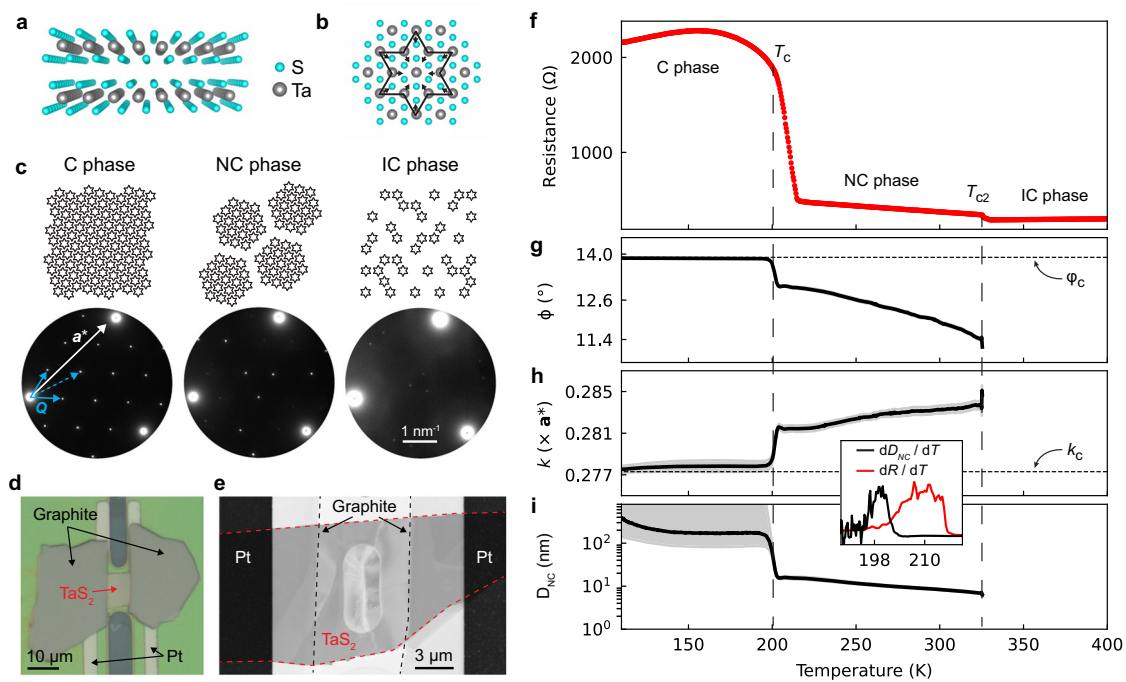 a
S
Ta
b
c
C phase
NC phase
IC phase
a*
Q
1 nm⁻¹
d
Graphite
TaS₂
10 μm
Pt
e
Graphite
Pt
Pt
TaS₂
3 μm
f
Resistance (Ω)
2000
1000
C phase
T_c
NC phase
T_c2
IC phase
g
ϕ (°)
14.0
12.6
11.4
φ_c
h
k (× a*)
0.285
0.281
0.277
k_c
dD_NC / dT
dR / dT
198 210
i
D_NC (nm)
10²
10¹
10⁰
150 200 250 300 350 400
Temperature (K)